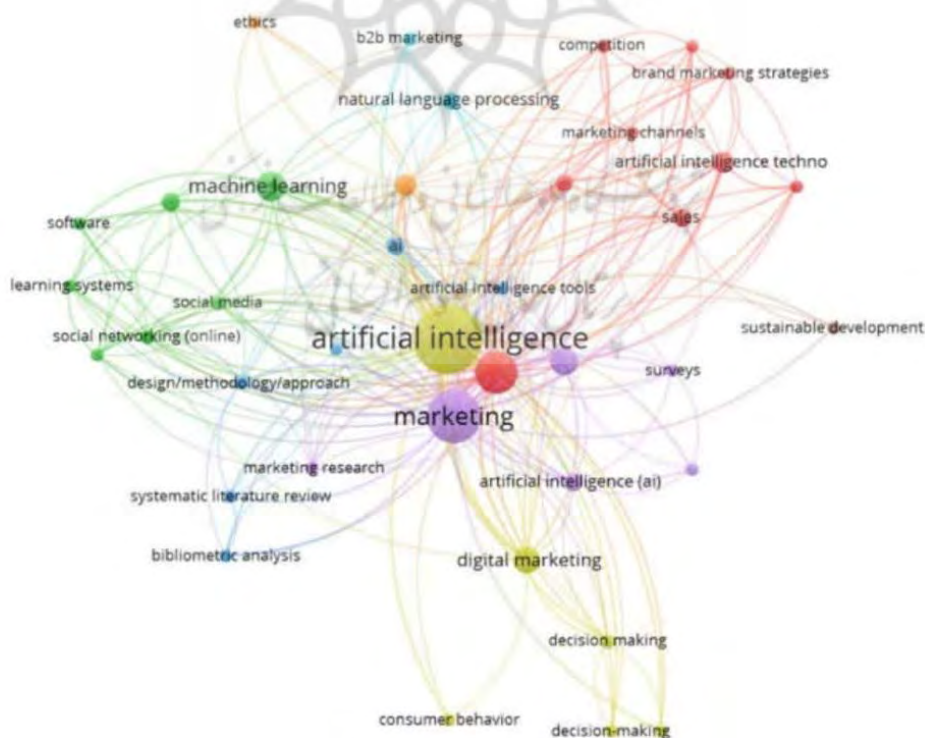 ethics
b2b marketing
competition
brand marketing strategies
natural language processing
marketing channels
artificial intelligence techno
machine learning
sales
software
ai
learning systems
artificial intelligence tools
social media
sustainable development
social networking (online)
artificial intelligence
surveys
design/methodology/approach
marketing
marketing research
artificial intelligence (ai)
systematic literature review
bibliometric analysis
digital marketing
decision making
consumer behavior
decision-making